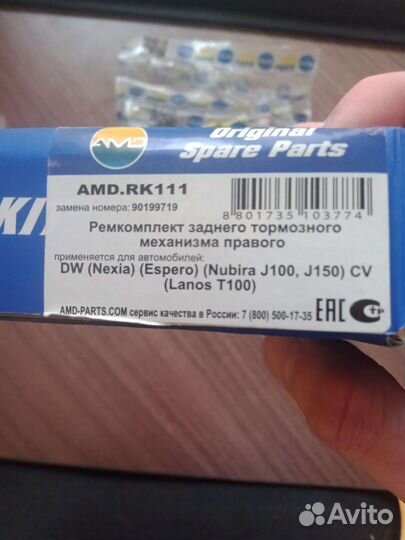 AMD
Original
Spare Parts
KI
AMD.RK111
замена номера: 90199719
8 801735 103774
Ремкомплект заднего тормозного
механизма правого
применяется для автомобилей:
DW (Nexia) (Espero) (Nubira J100, J150) CV
(Lanos T100)
AMD-PARTS.COM сервис качества в России: 7 (800) 500-17-35
EAC
Avito